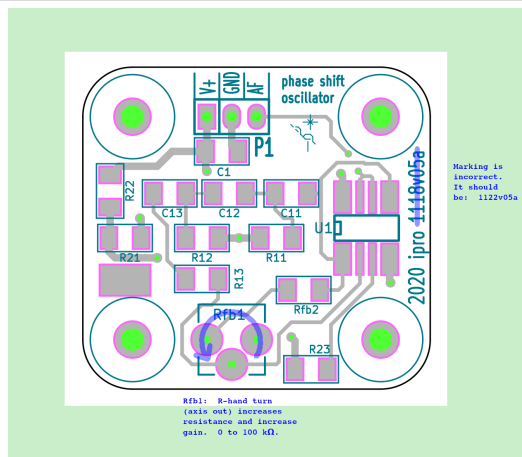 V+ GND AF
phase shift
oscillator
P1
C1
R22
C13 C12 C11
U1
R21 R12 R11
R13
Rfb2
Rfb1
R23
2020 ipro 1118v05a
Marking is
incorrect.
It should
be: 1122v05a
Rfb1: R-hand turn
(axis out) increases
resistance and increase
gain. 0 to 100 kΩ.